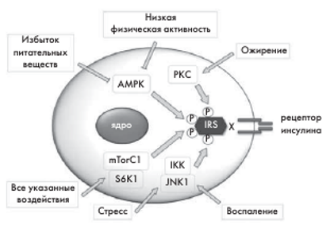 Низкая
физическая активность
Избыток
питательных
веществ
Ожирение
AMPK
PKC
P
P
P
P
IRS
X
ядро
рецептор
инсулина
mTorC1
S6K1
IKK
JNK1
Все указанные
воздействия
Стресс
Воспаление